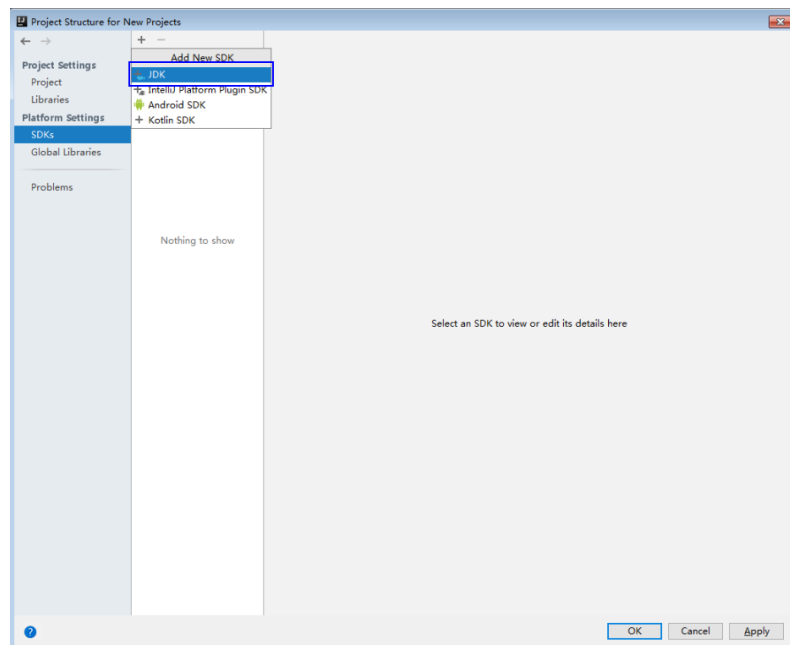 Project Structure for New Projects
Project Settings
Project
Libraries
Platform Settings
SDKs
Global Libraries
Problems
Add New SDK
JDK
IntelliJ Platform Plugin SDK
Android SDK
Kotlin SDK
Nothing to show
Select an SDK to view or edit its details here
?
OK
Cancel
Apply